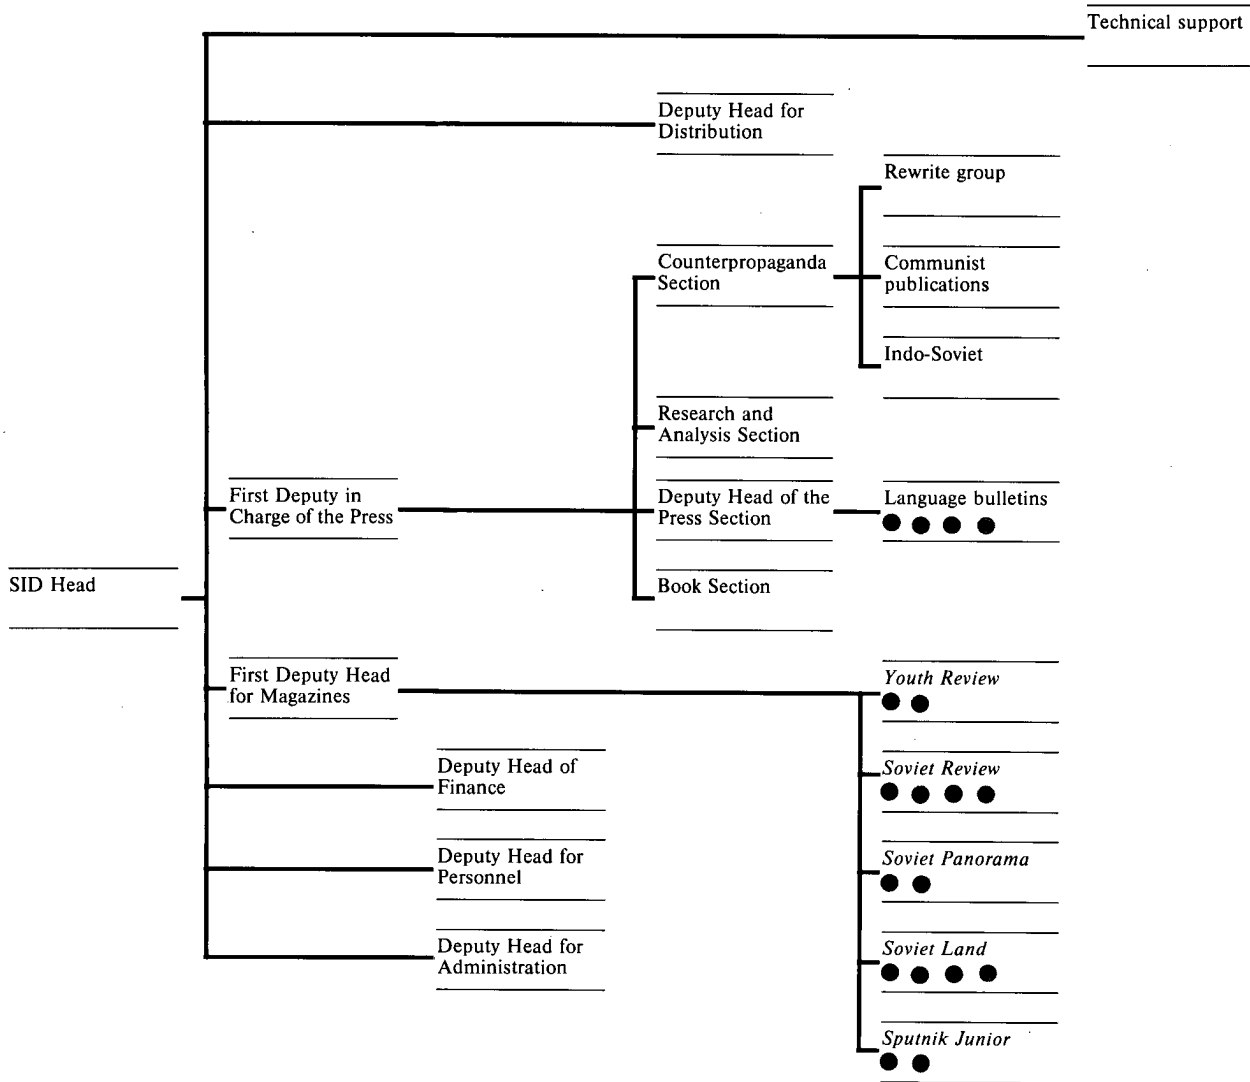 Technical support
Deputy Head for
Distribution
Rewrite group
Counterpropaganda
Section
Communist
publications
Indo-Soviet
Research and
Analysis Section
First Deputy in
Charge of the Press
Deputy Head of the
Press Section
Language bulletins
SID Head
Book Section
First Deputy Head
for Magazines
Youth Review
Deputy Head of
Finance
Soviet Review
Deputy Head for
Personnel
Soviet Panorama
Deputy Head for
Administration
Soviet Land
Sputnik Junior